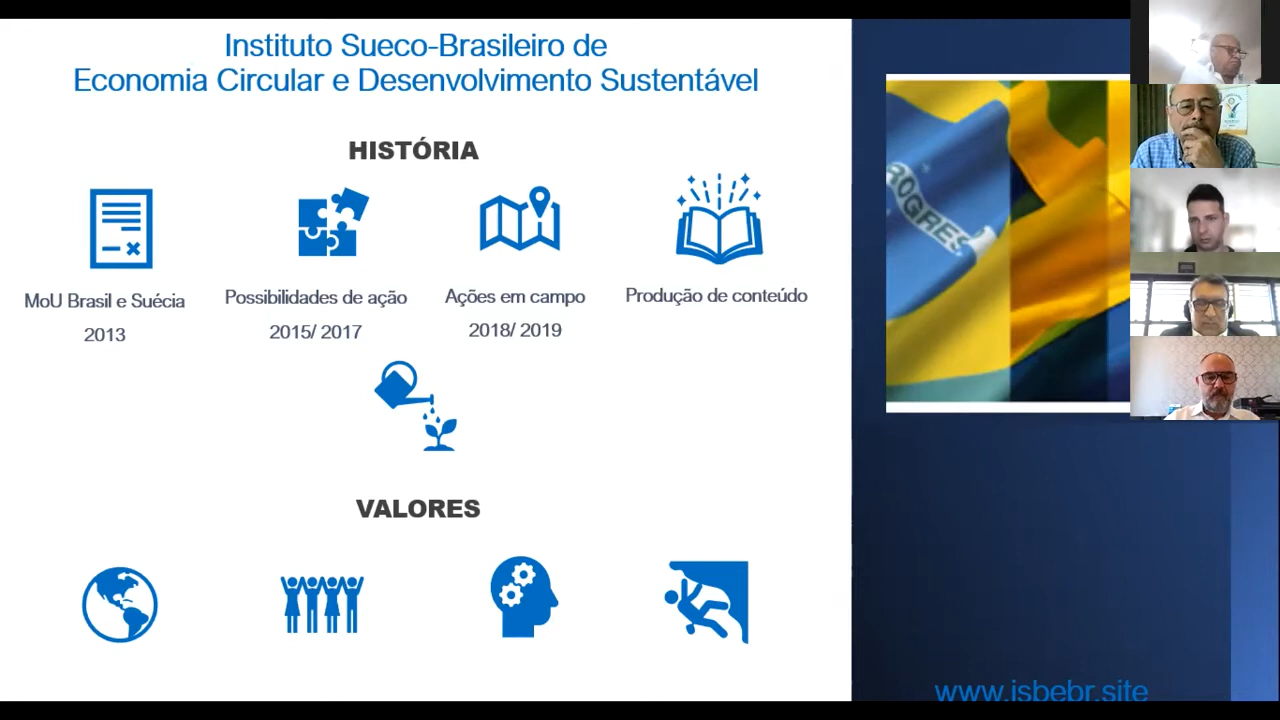 Instituto Sueco-Brasileiro de
Economia Circular e Desenvolvimento Sustentável
HISTÓRIA
MoU Brasil e Suécia
2013
Possibilidades de ação
2015/ 2017
Ações em campo
2018/ 2019
Produção de conteúdo
VALORES
ROGRES
www.isbebr.site